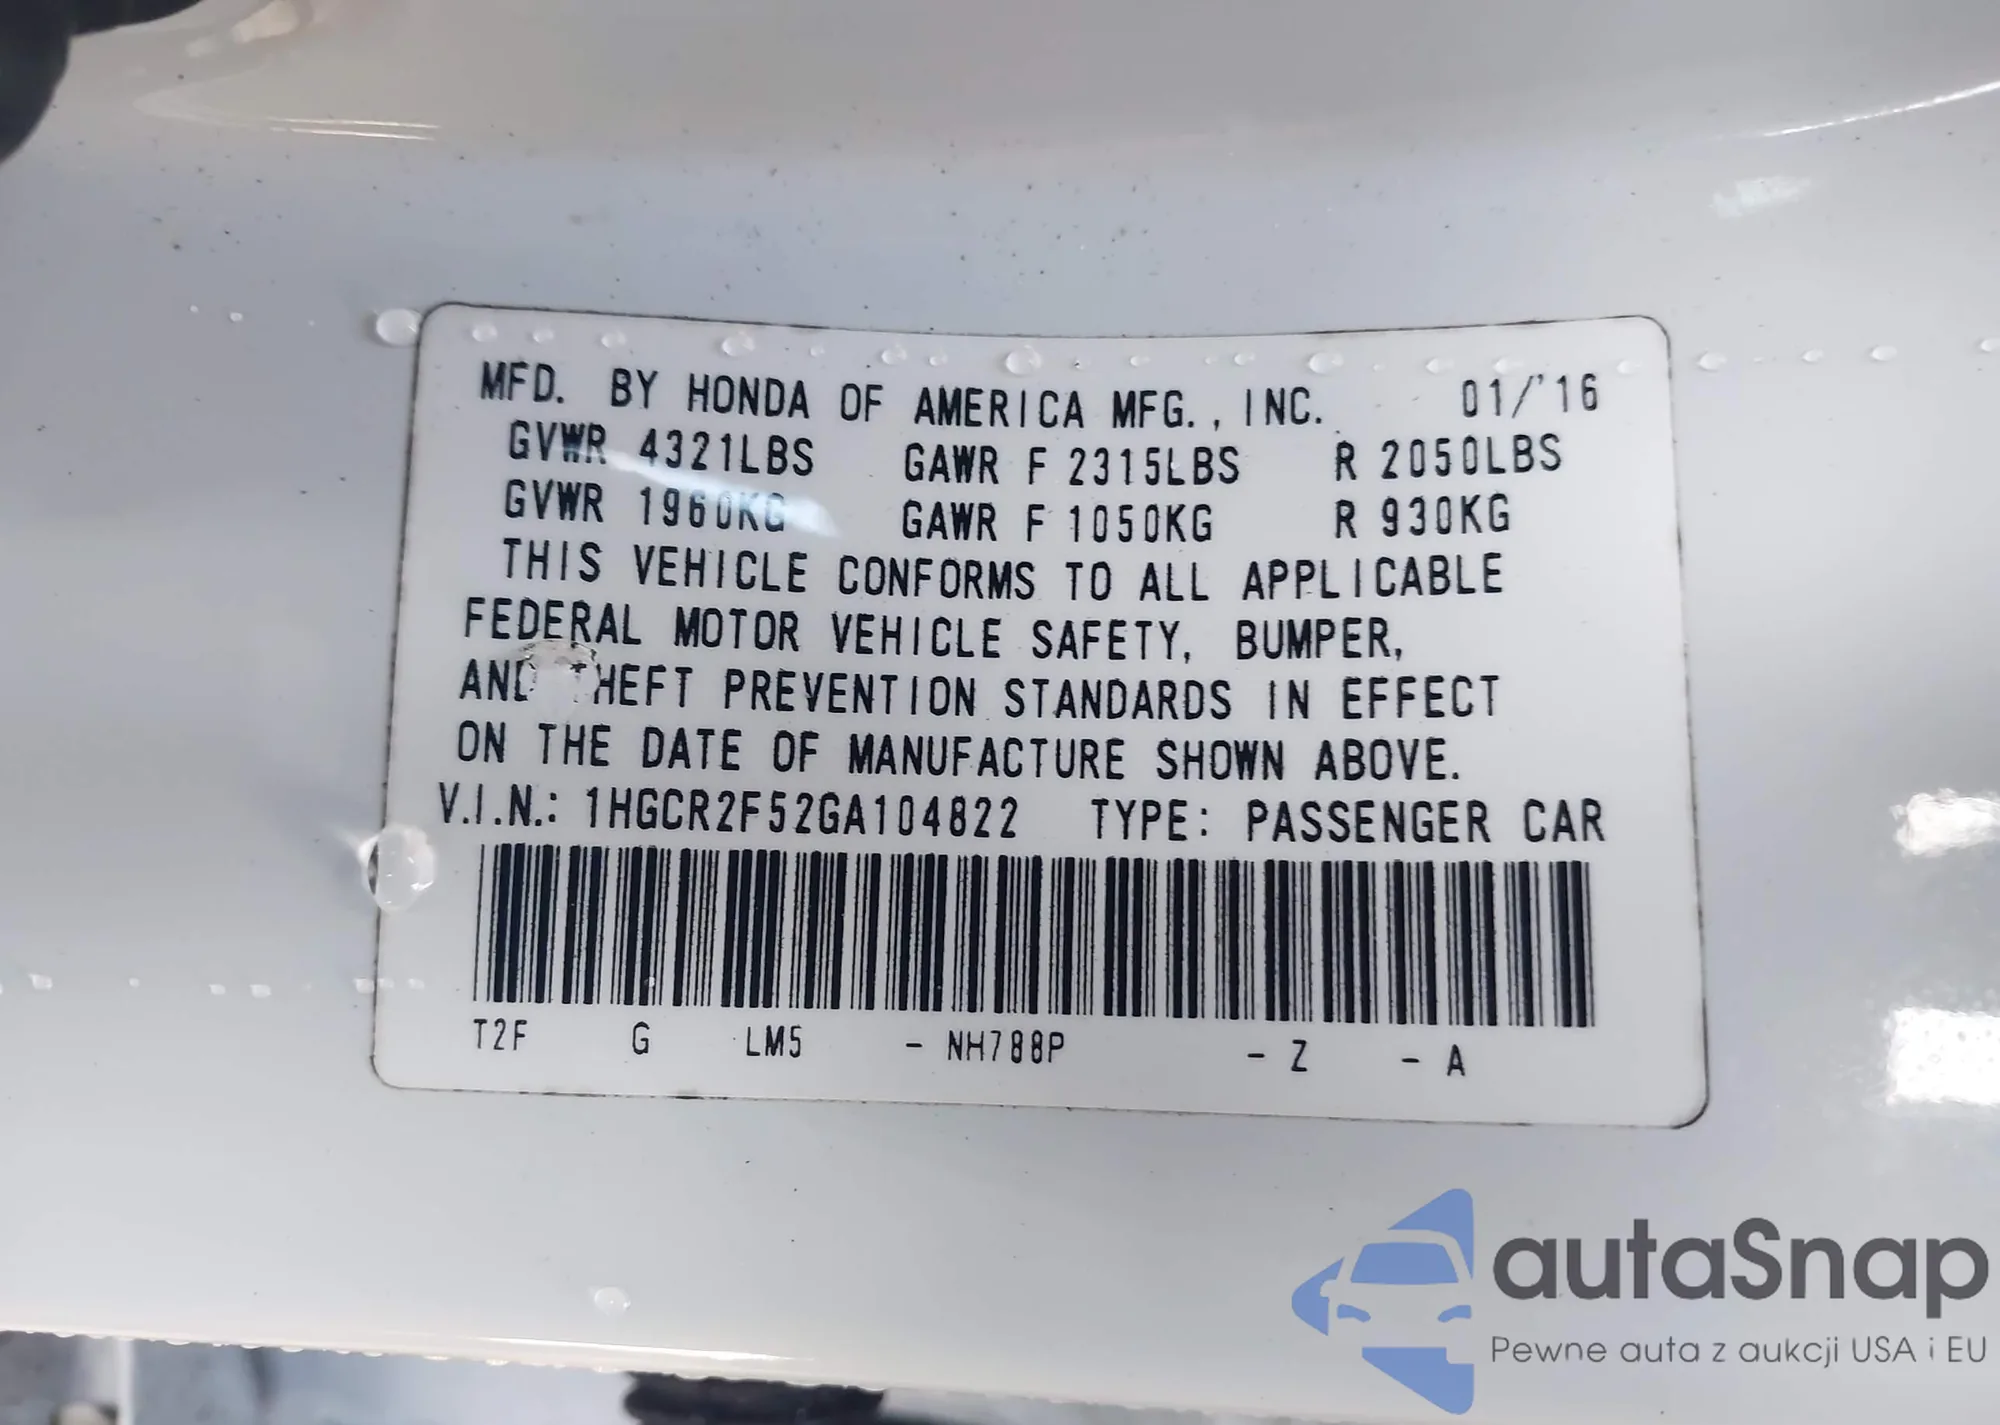 MFD. BY HONDA OF AMERICA MFG., INC. 01/'16
GVWR 4321LBS GAWR F 2315LBS R 2050LBS
GVWR 1960KG GAWR F 1050KG R 930KG
THIS VEHICLE CONFORMS TO ALL APPLICABLE
FEDERAL MOTOR VEHICLE SAFETY, BUMPER,
AND THEFT PREVENTION STANDARDS IN EFFECT
ON THE DATE OF MANUFACTURE SHOWN ABOVE.
V.I.N.: 1HGCR2F52GA104822 TYPE: PASSENGER CAR
T2F G LM5 - NH788P - Z - A
autaSnap
Pewne auta z aukcji USA i EU